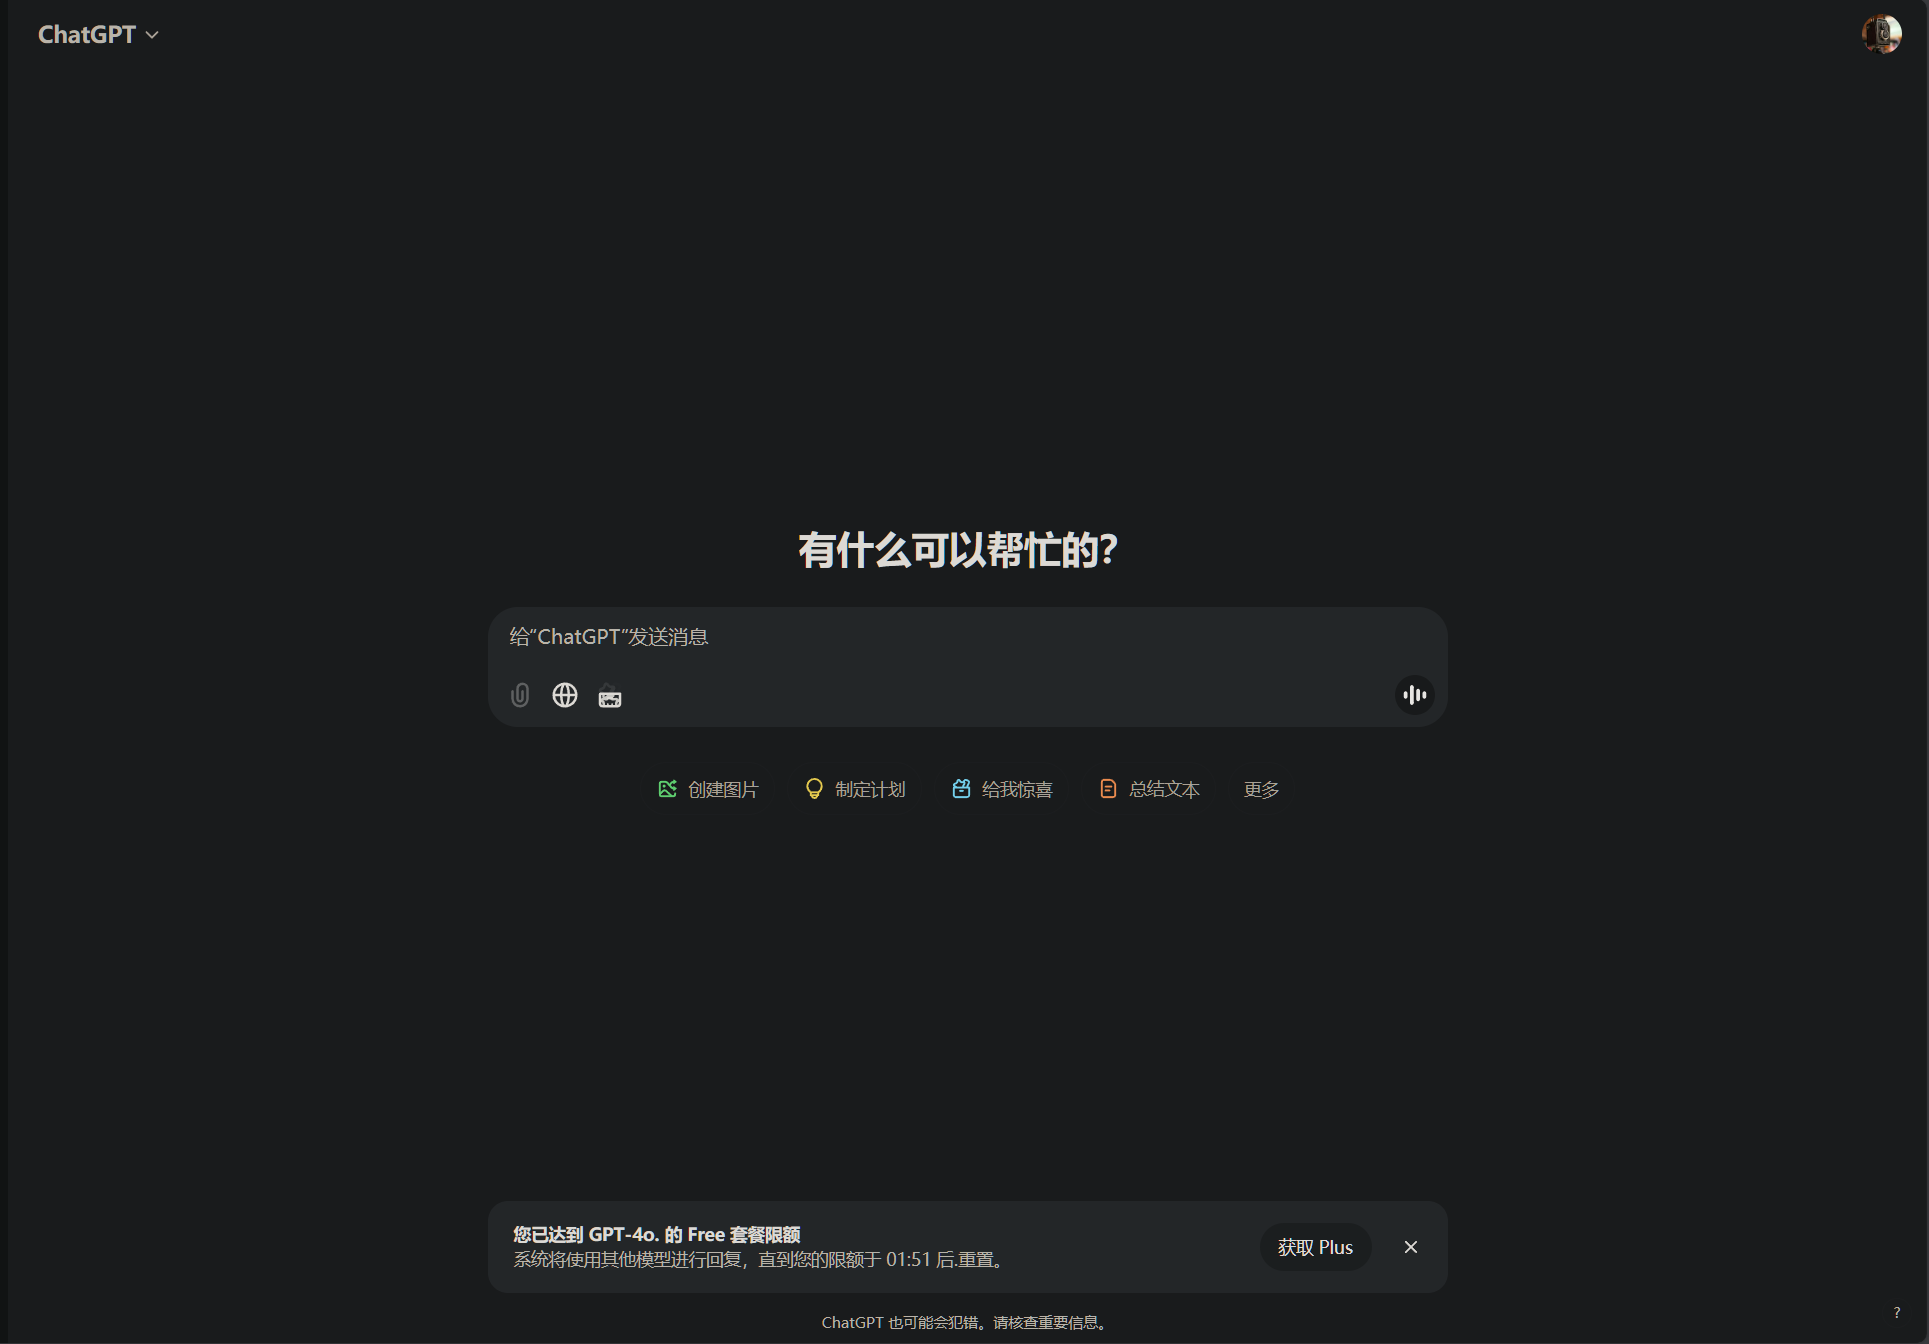 ChatGPT
有什么可以帮忙的?
给“ChatGPT”发送消息
创建图片 制定计划 给我惊喜 总结文本 更多
您已达到 GPT-4o. 的 Free 套餐限额
系统将使用其他模型进行回复，直到您的限额于 01:51 后.重置。
获取 Plus
ChatGPT 也可能会犯错。请核查重要信息。
?